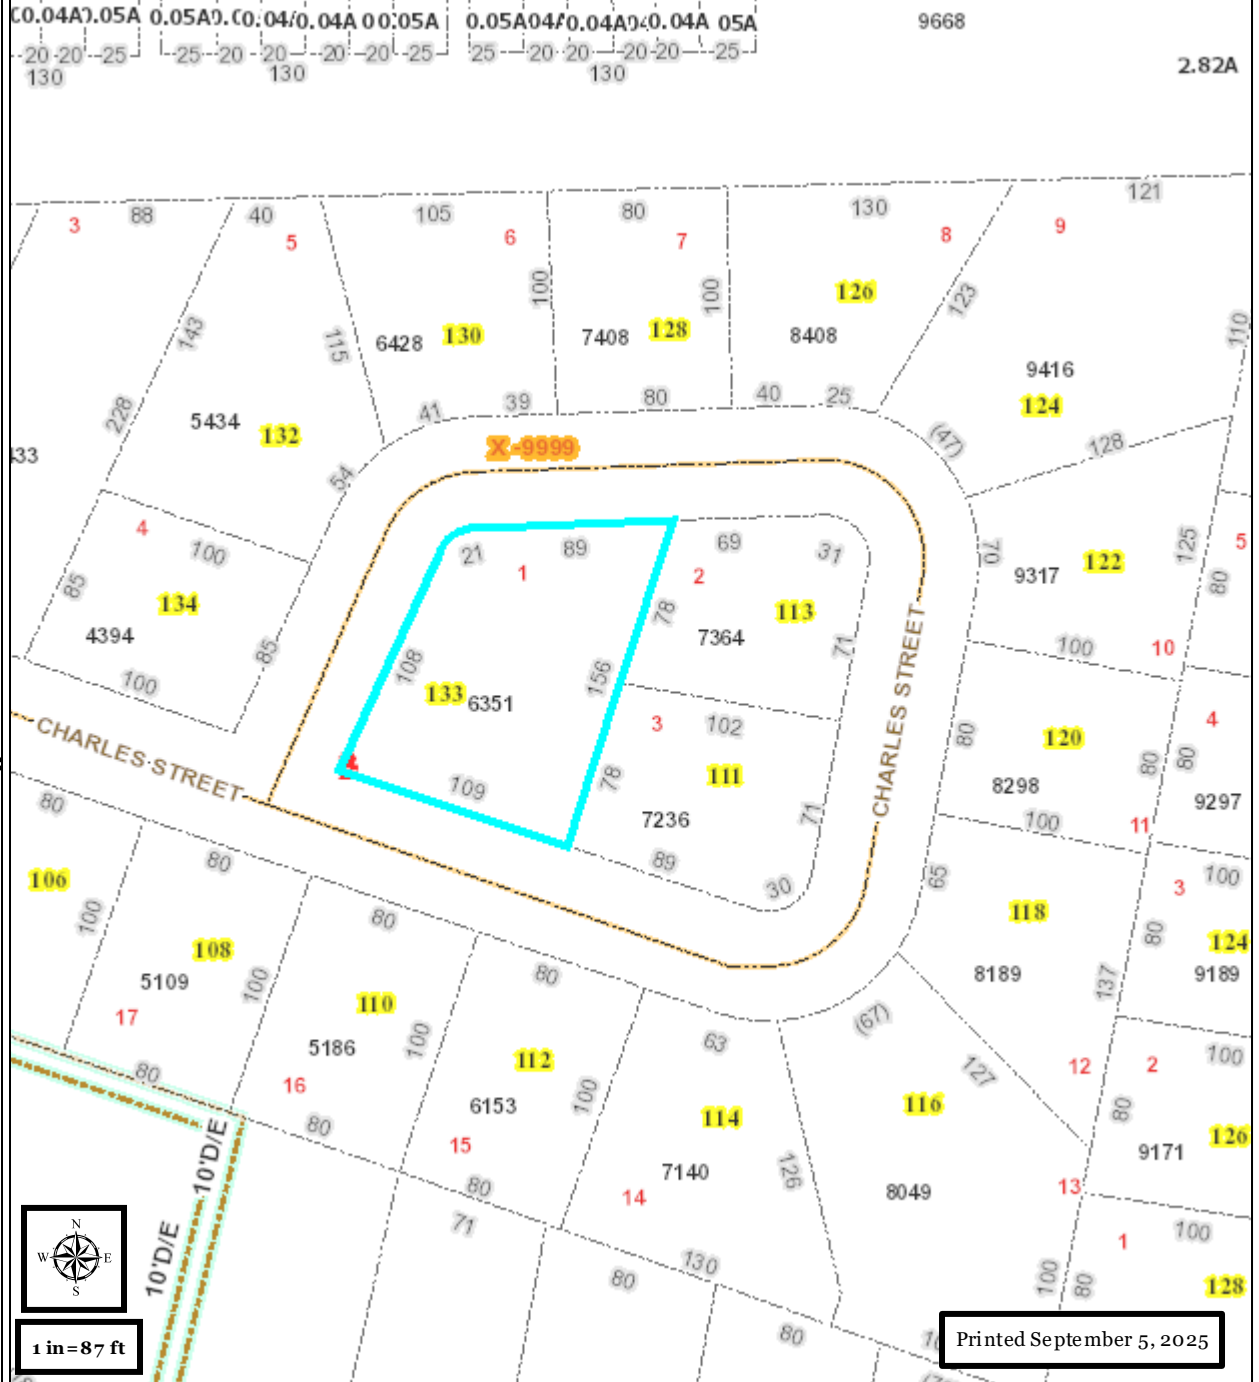 0.04A 0.05A 0.05A 0.04A 0.04A 0.05A 0.05A 0.04A 0.04A 05A 9668
20 20 25 25 20 20 20 20 25 25 20 20 20 20 25
130 130 130 2.82A
3 88 40 105 80 130 121
5 6 7 8 9
143 115 100 100 126 123 110
6428 130 7408 128 8408
9416
124
228 5434 132 41 39 80 40 25
X -9999 (47) 128
54
4 100 21 89 69 31 70 125 5
1 2 9317 122 80
85 134 78 113
4394 85 7364 71 10 100
100 108 133 6351 156
CHARLES STREET
3 102 4
CHARLES STREET
80 120 80 80
109 78 111 8298 9297
80 7236 71 100 11
80 89 65 100
106 30 3
100 80 118 80 124
108 80 8189 9189
5109 100 110 137
17 5186 100 112 63 (67) 100
80 16 6153 100 127 12 2
80 114 116 80 126
10'D/E 15 7140 126 9171
14 8049 13
80 71 1 100
10'D/E 130 100 80 128
80
N
W E
S
80
1 in=87 ft
Printed September 5, 2025